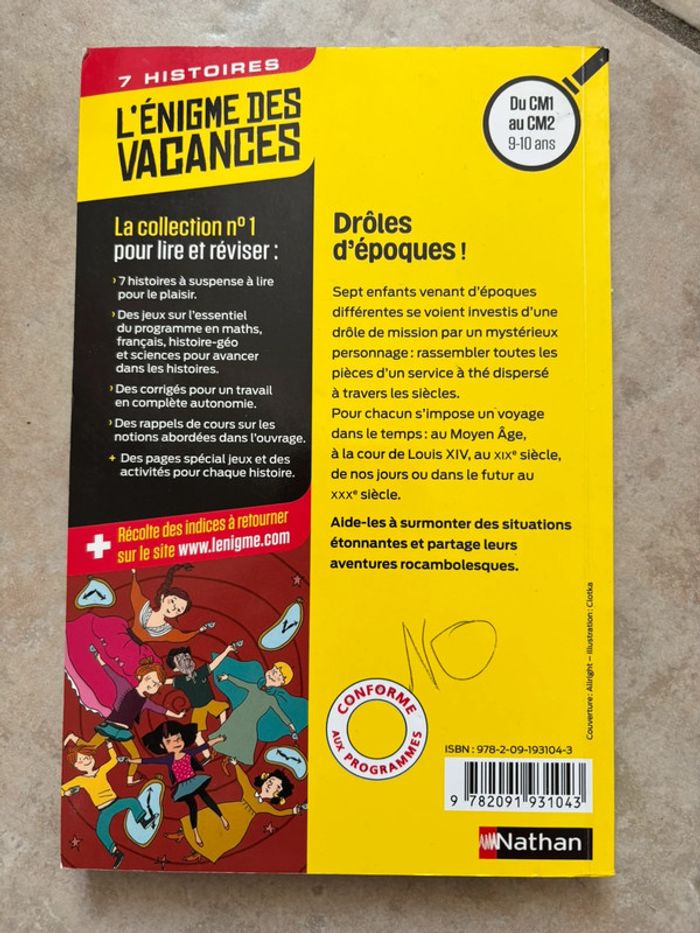 7 HISTOIRES
L'ÉNIGME DES
VACANCES
Du CM1
au CM2
9-10 ans
La collection n° 1
pour lire et réviser :
› 7 histoires à suspense à lire
pour le plaisir.
› Des jeux sur l'essentiel
du programme en maths,
français, histoire-géo
et sciences pour avancer
dans les histoires.
› Des corrigés pour un travail
en complète autonomie.
› Des rappels de cours sur les
notions abordées dans l'ouvrage.
+ Des pages spécial jeux et des
activités pour chaque histoire.
+ Récolte des indices à retourner
sur le site www.lenigme.com
Drôles
d'époques !
Sept enfants venant d'époques
différentes se voient investis d'une
drôle de mission par un mystérieux
personnage : rassembler toutes les
pièces d'un service à thé dispersé
à travers les siècles.
Pour chacun s'impose un voyage
dans le temps : au Moyen Âge,
à la cour de Louis XIV, au XIXe siècle,
de nos jours ou dans le futur au
XXXe siècle.
Aide-les à surmonter des situations
étonnantes et partage leurs
aventures rocambolesques.
NO
CONFORME
AUX PROGRAMMES
Couverture : Allright – illustration : Clotka
ISBN : 978-2-09-193104-3
9 782091 931043
Nathan